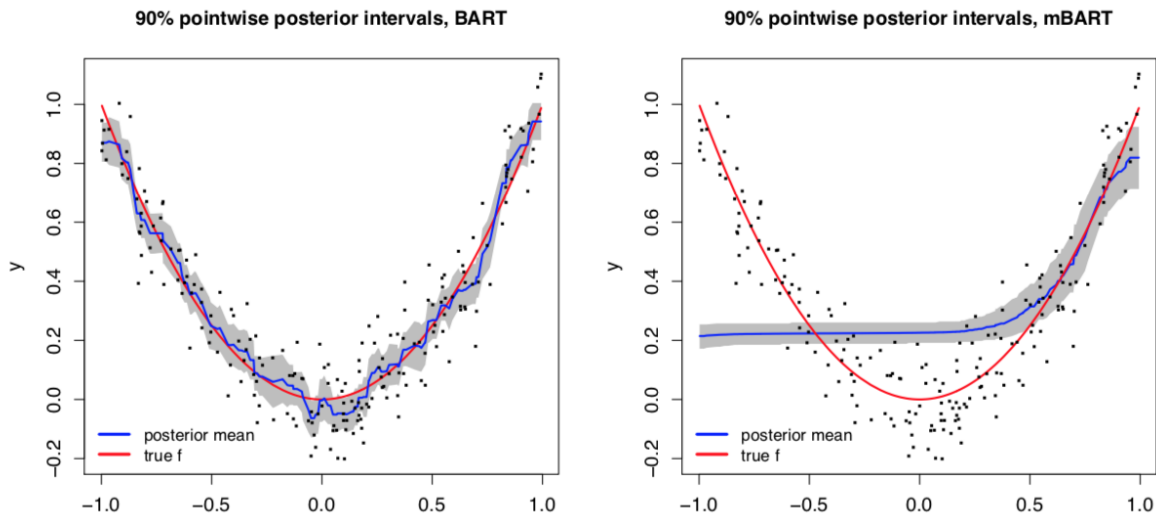 90% pointwise posterior intervals, BART
y
1.0
0.8
0.6
0.4
0.2
0.0
−0.2
posterior mean
true f
−1.0 −0.5 0.0 0.5 1.0
90% pointwise posterior intervals, mBART
y
1.0
0.8
0.6
0.4
0.2
0.0
−0.2
posterior mean
true f
−1.0 −0.5 0.0 0.5 1.0